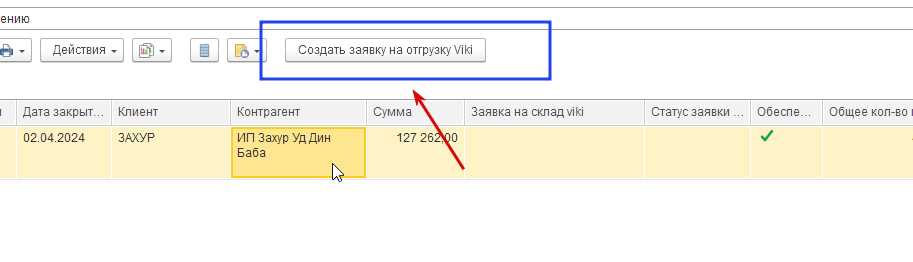 ению
Действия
Создать заявку на отгрузку Viki
Дата закрыт...
Клиент
Контрагент
Сумма
Заявка на склад viki
Статус заявки ...
Обеспе...
Общее кол-во
02.04.2024
ЗАХУР
ИП Захур Уд Дин
Баба
127 262,00